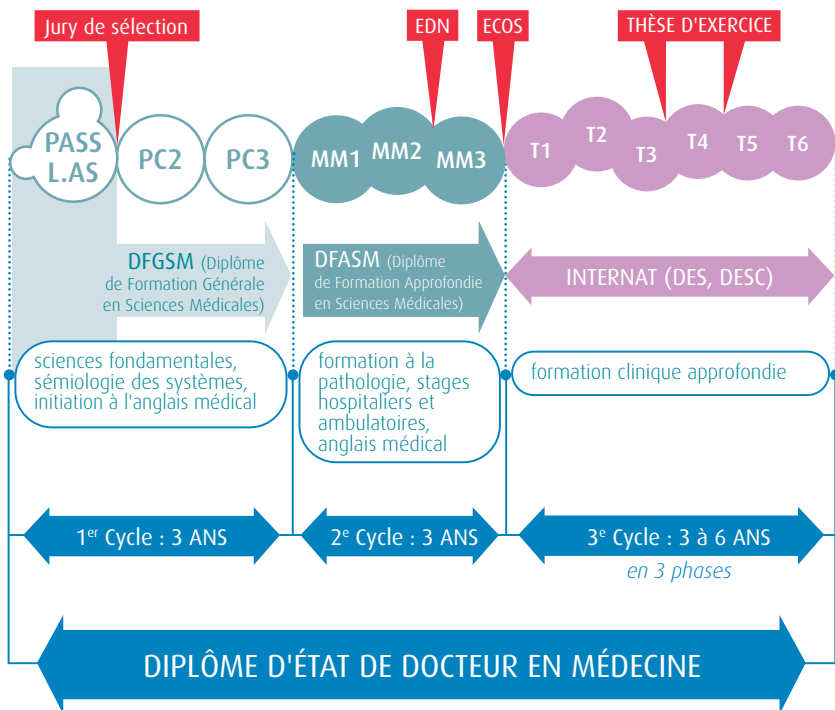 Jury de sélection
EDN
ECOS
THÈSE D'EXERCICE
PASS
L.AS
PC2
PC3
MM1
MM2
MM3
T1
T2
T3
T4
T5
T6
DFGSM (Diplôme
de Formation Générale
en Sciences Médicales)
DFASM (Diplôme
de Formation Approfondie
en Sciences Médicales)
INTERNAT (DES, DESC)
sciences fondamentales,
sémiologie des systèmes,
initiation à l'anglais médical
formation à la
pathologie, stages
hospitaliers et
ambulatoires,
anglais médical
formation clinique approfondie
1er Cycle : 3 ANS
2e Cycle : 3 ANS
3e Cycle : 3 à 6 ANS
en 3 phases
DIPLÔME D'ÉTAT DE DOCTEUR EN MÉDECINE